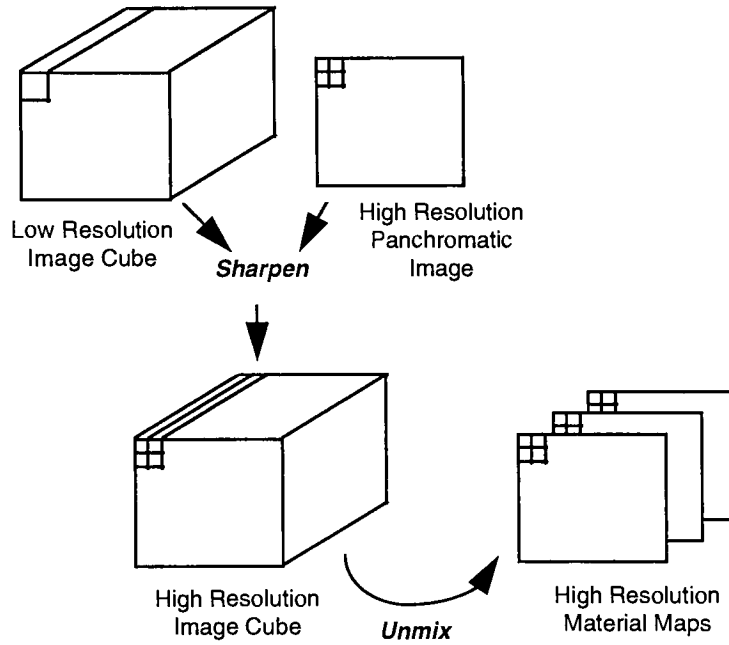 Low Resolution
Image Cube
High Resolution
Panchromatic
Image
Sharpen
High Resolution
Image Cube
Unmix
High Resolution
Material Maps